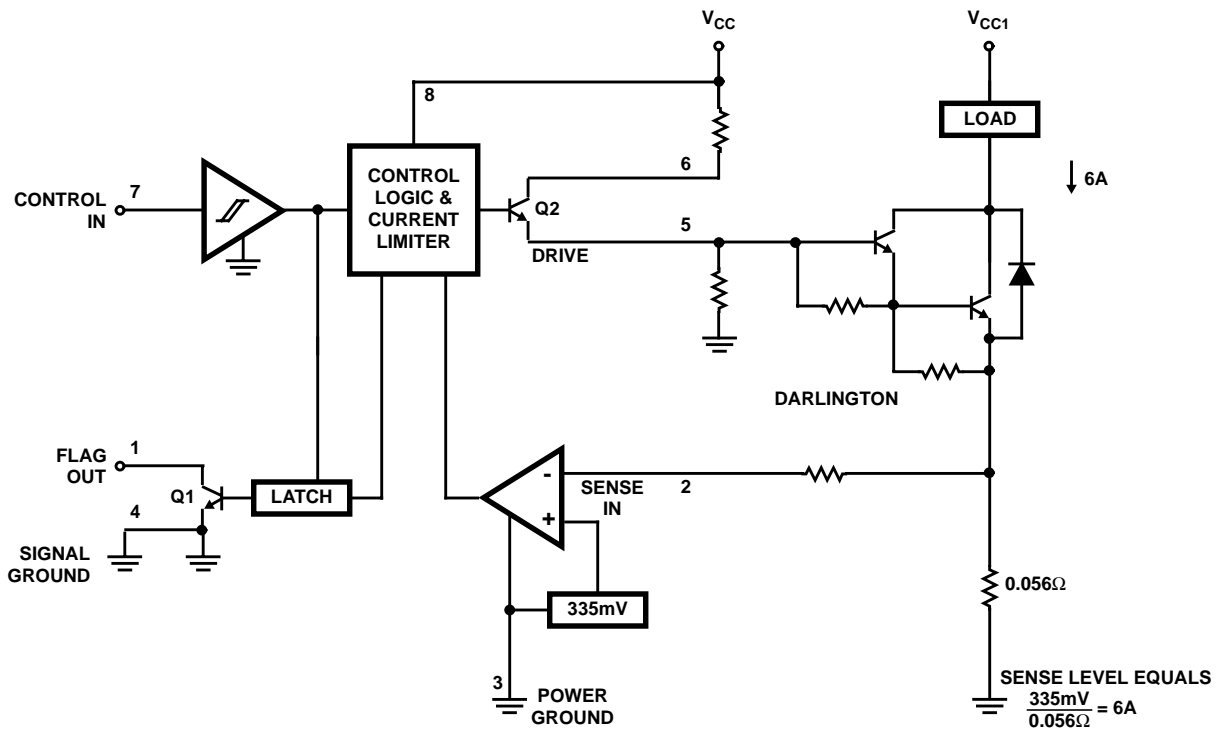 V_CC
V_CC1
8
LOAD
6A
CONTROL
IN
7
CONTROL
LOGIC &
CURRENT
LIMITER
6
Q2
5
DRIVE
DARLINGTON
FLAG
OUT
1
Q1
LATCH
4
SIGNAL
GROUND
-
+
SENSE
IN
2
335mV
3
POWER
GROUND
0.056Ω
SENSE LEVEL EQUALS
335mV
0.056Ω
= 6A